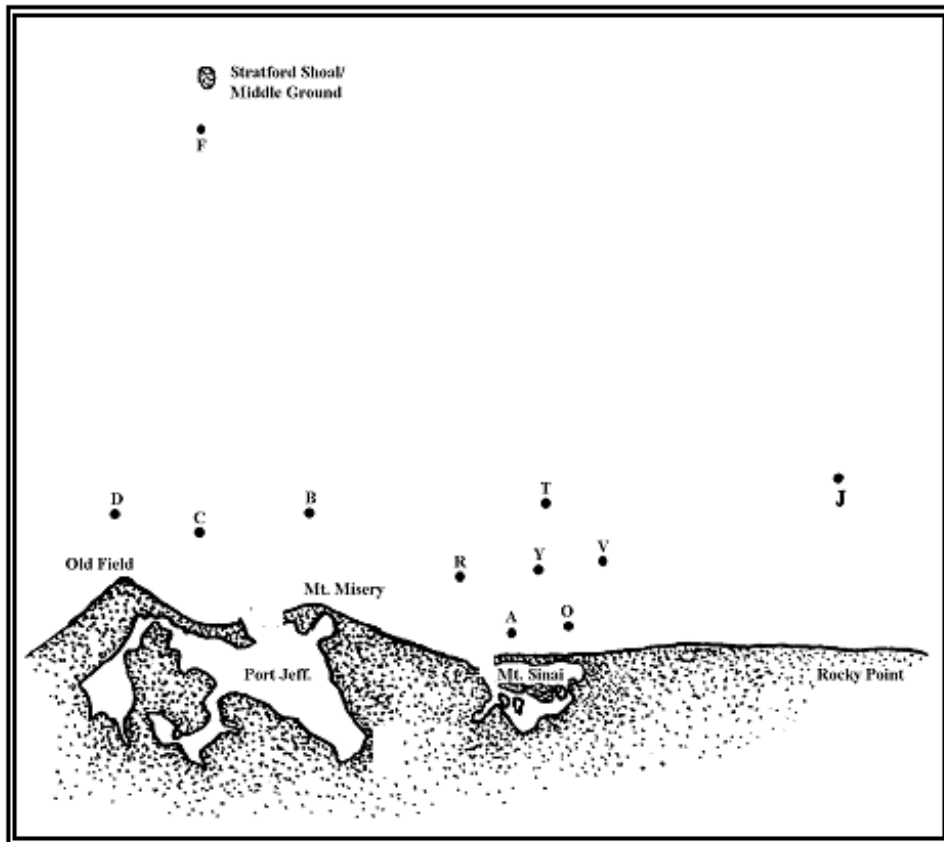 Stratford Shoal/
Middle Ground
F
D
C
B
T
J
R
Y
V
Old Field
Mt. Misery
A
O
Port Jeff.
Mt. Sinai
Rocky Point